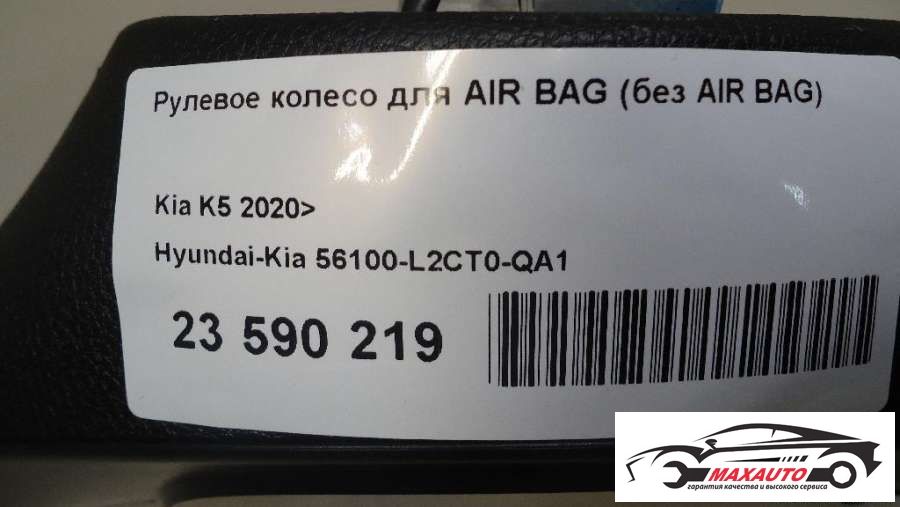 Рулевое колесо для AIR BAG (без AIR BAG)
Kia K5 2020>
Hyundai-Kia 56100-L2CT0-QA1
23 590 219
MAXAUTO
гарантия качества и высокого сервиса